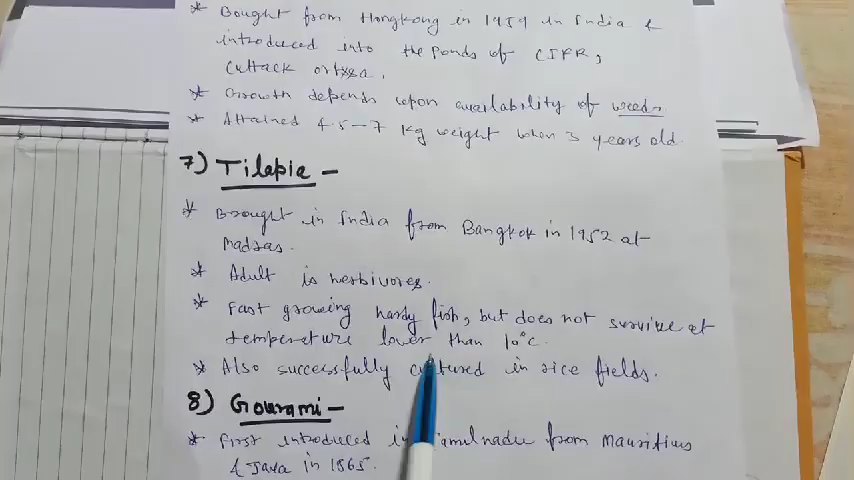 * Bought from Hongkong in 1959 in India &
introduced into the Ponds of CIFR,
Cuttack orissa.
* Growth depends upon availability of weeds
* Attained 4.5-7 Kg weight when 3 years old.
7) Tilapia -
* Brought in India from Bangkok in 1952 at
Madras.
* Adult is herbivores.
* Fast growing hardy fish, but does not survive at
temperature lower than 10°C.
* Also successfully cultured in rice fields.
8) Gourami -
* First introduced in Tamilnadu from Mauritius
& Java in 1865.